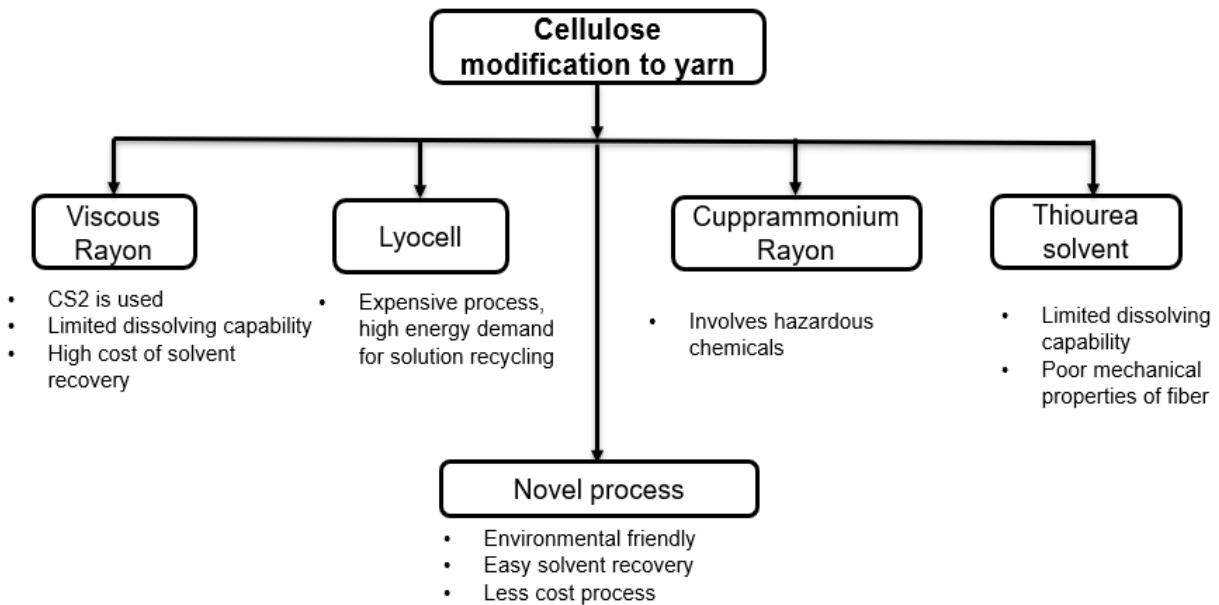 Cellulose
modification to yarn
Viscous
Rayon
• CS2 is used
• Limited dissolving capability
• High cost of solvent
recovery
Lyocell
• Expensive process,
high energy demand
for solution recycling
Cupprammonium
Rayon
• Involves hazardous
chemicals
Thiourea
solvent
• Limited dissolving
capability
• Poor mechanical
properties of fiber
Novel process
• Environmental friendly
• Easy solvent recovery
• Less cost process